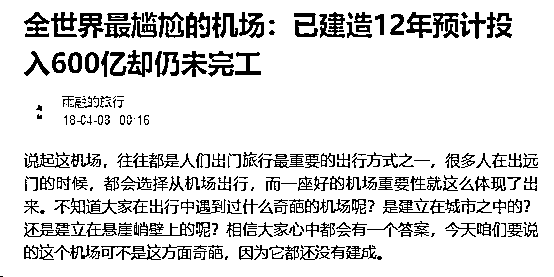 全世界最尴尬的机场：已建造12年预计投
入600亿却仍未完工
雨融的旅行
18-04-03 09:16
说起这机场，往往都是人们出门旅行最重要的出行方式之一，很多人在出远
门的时候，都会选择从机场出行，而一座好的机场重要性就这么体现了出
来。不知道大家在出行中遇到过什么奇葩的机场呢？是建立在城市之中的？
还是建立在悬崖峭壁上的呢？相信大家心中都会有一个答案，今天咱们要说
的这个机场可不是这方面奇葩，因为它都还没有建成。